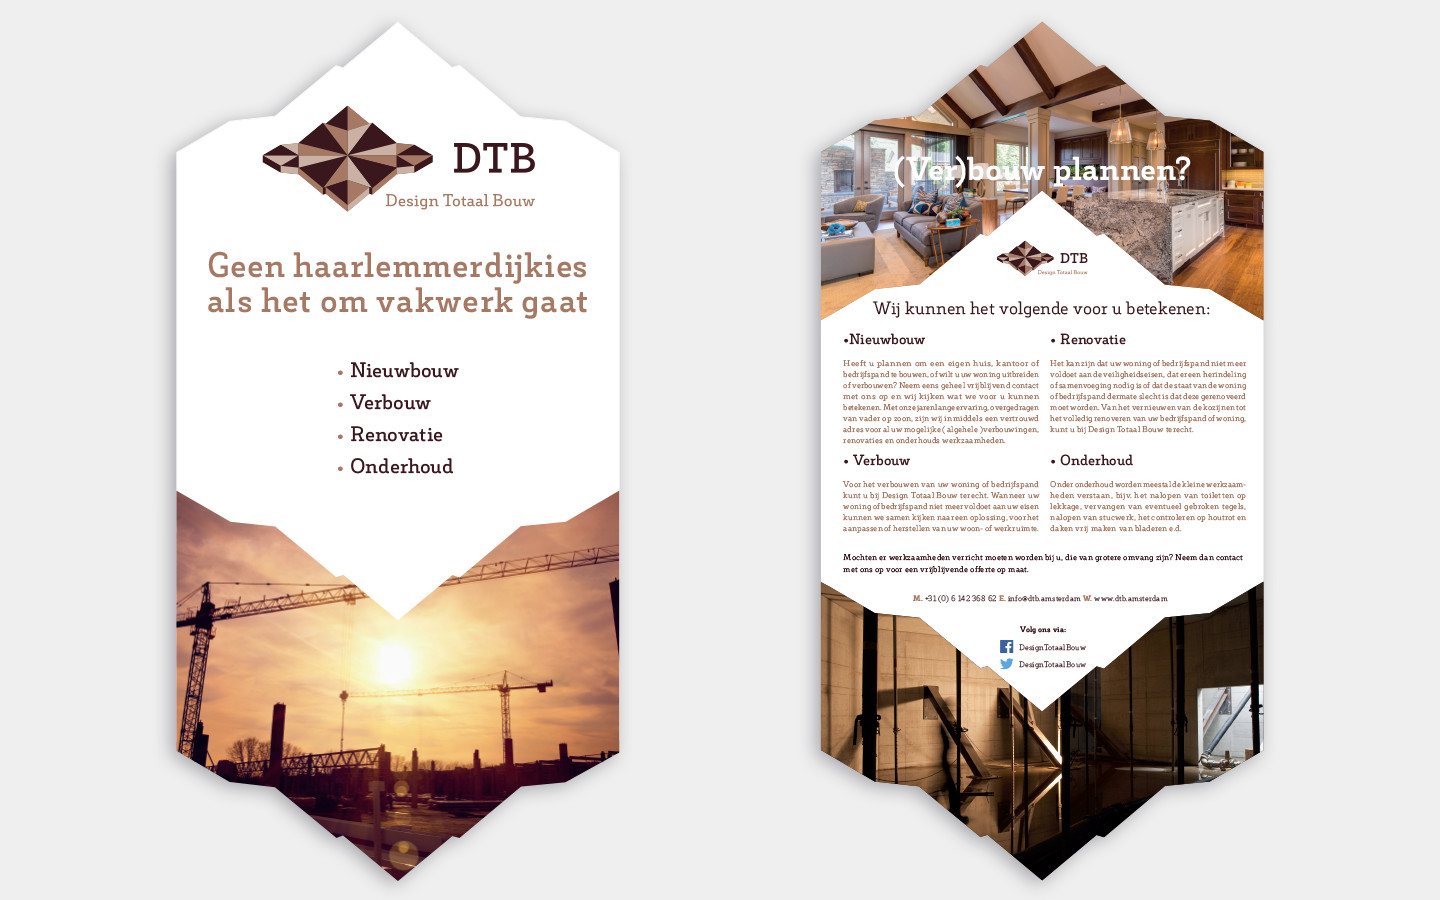 DTB
Design Totaal Bouw
Geen haarlemmerdijkies
als het om vakwerk gaat
• Nieuwbouw
• Verbouw
• Renovatie
• Onderhoud
(Ver)bouw plannen?
DTB
Design Totaal Bouw
Wij kunnen het volgende voor u betekenen:
•Nieuwbouw
Heeft u plannen om een eigen huis, kantoor of
bedrijfspand te bouwen, of wilt u uw woning uitbreiden
of verbouwen? Neem eens geheel vrijblijvend contact
met ons op en wij kijken wat we voor u kunnen
betekenen. Met onze jarenlange ervaring, overgedragen
van vader op zoon, zijn wij inmiddels een vertrouwd
adres voor al uw mogelijke ( algehele )verbouwingen,
renovaties en onderhouds werkzaamheden.
• Renovatie
Het kan zijn dat uw woning of bedrijfspand niet meer
voldoet aan de veiligheidseisen, dat er een herindeling
of samenvoeging nodig is of dat de staat van de woning
of bedrijfspand dermate slecht is dat deze gerenoveerd
moet worden. Van het vernieuwen van de kozijnen tot
het volledig renoveren van uw bedrijfspand of woning,
kunt u bij Design Totaal Bouw terecht.
• Verbouw
Voor het verbouwen van uw woning of bedrijfspand
kunt u bij Design Totaal Bouw terecht. Wanneer uw
woning of bedrijfspand niet meer voldoet aan uw eisen
kunnen we samen kijken naar een oplossing, voor het
aanpassen of herstellen van uw woon- of werkruimte.
• Onderhoud
Onder onderhoud worden meestal de kleine werkzaam-
heden verstaan, bijv. het nalopen van toiletten op
lekkage, vervangen van eventueel gebroken tegels,
nalopen van stucwerk, het controleren op houtrot en
daken vrij maken van bladeren e.d.
Mochten er werkzaamheden verricht moeten worden bij u, die van grotere omvang zijn? Neem dan contact
met ons op voor een vrijblijvende offerte op maat.
M. +31 (0) 6 142 368 62 E. info@dtb.amsterdam W. www.dtb.amsterdam
Volg ons via:
DesignTotaalBouw
DesignTotaalBouw